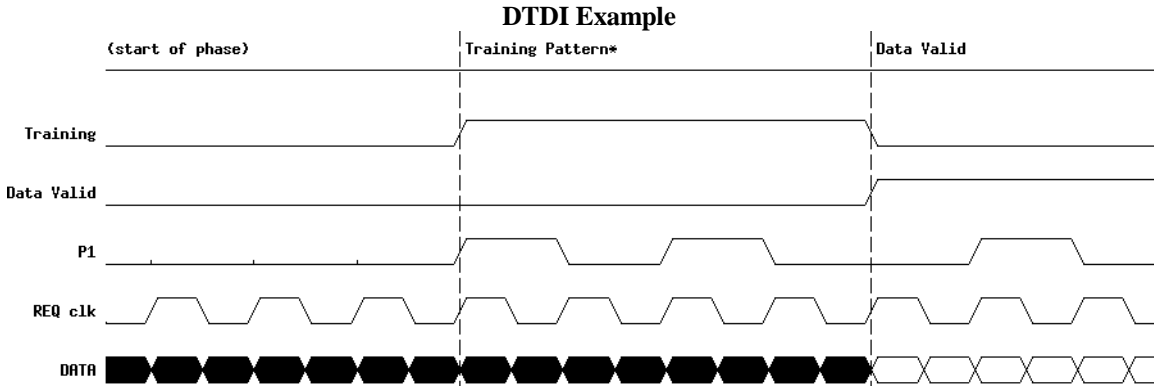 DTDI Example
(start of phase) Training Pattern* Data Valid
Training
Data Valid
P1
REQ clk
DATA